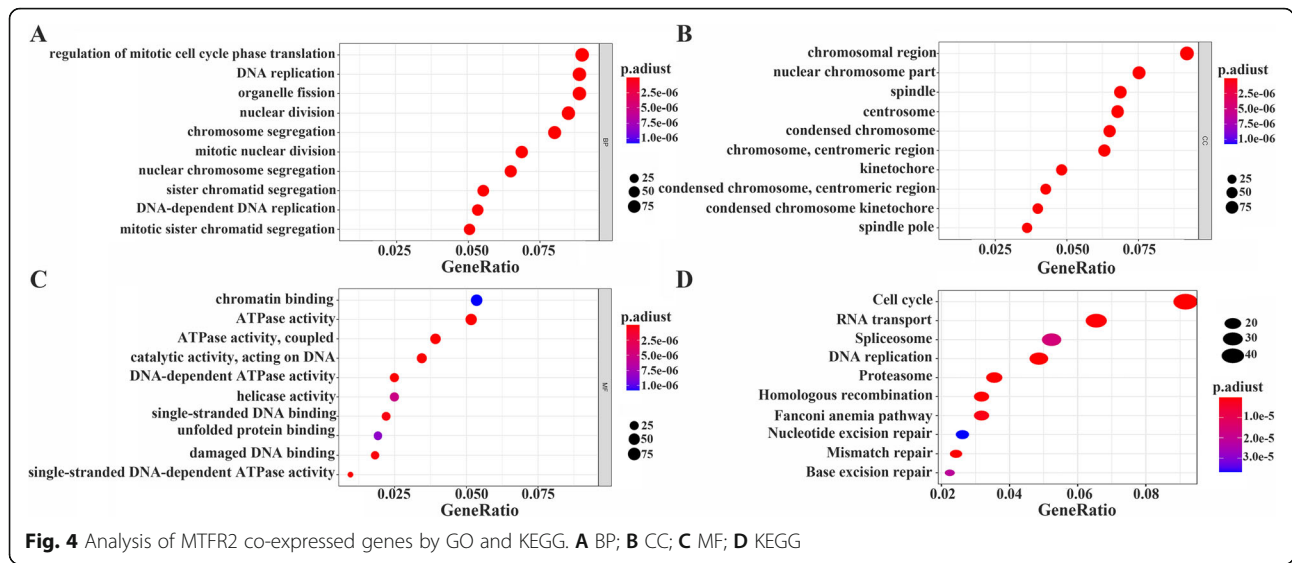 A
regulation of mitotic cell cycle phase translation
DNA replication
organelle fission
nuclear division
chromosome segregation
mitotic nuclear division
nuclear chromosome segregation
sister chromatid segregation
DNA-dependent DNA replication
mitotic sister chromatid segregation
0.025 0.050 0.075
GeneRatio
BP
p.adiust
2.5e-06
5.0e-06
7.5e-06
1.0e-06
25
50
75
B
chromosomal region
nuclear chromosome part
spindle
centrosome
condensed chromosome
chromosome, centromeric region
kinetochore
condensed chromosome, centromeric region
condensed chromosome kinetochore
spindle pole
0.025 0.050 0.075
GeneRatio
CC
p.adiust
2.5e-06
5.0e-06
7.5e-06
1.0e-06
25
50
75
C
chromatin binding
ATPase activity
ATPase activity, coupled
catalytic activity, acting on DNA
DNA-dependent ATPase activity
helicase activity
single-stranded DNA binding
unfolded protein binding
damaged DNA binding
single-stranded DNA-dependent ATPase activity
0.025 0.050 0.075
GeneRatio
MF
p.adiust
2.5e-06
5.0e-06
7.5e-06
1.0e-06
25
50
75
D
Cell cycle
RNA transport
Spliceosome
DNA replication
Proteasome
Homologous recombination
Fanconi anemia pathway
Nucleotide excision repair
Mismatch repair
Base excision repair
0.02 0.04 0.06 0.08
GeneRatio
20
30
40
p.adiust
1.0e-5
2.0e-5
3.0e-5
Fig. 4 Analysis of MTFR2 co-expressed genes by GO and KEGG. A BP; B CC; C MF; D KEGG